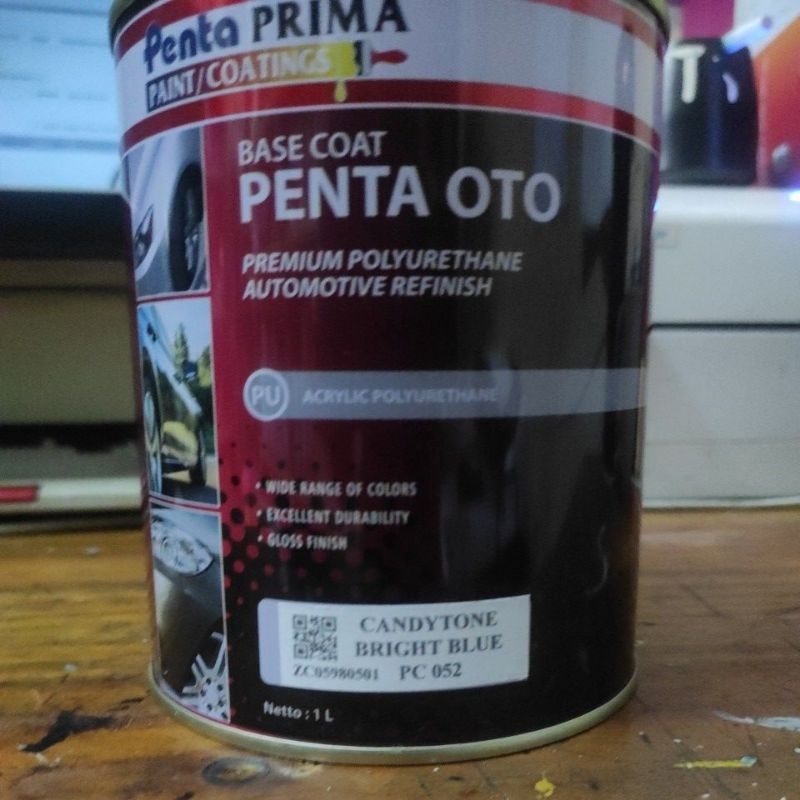 Penta PRIMA
PAINT/COATINGS
BASE COAT
PENTA OTO
PREMIUM POLYURETHANE
AUTOMOTIVE REFINISH
PU ACRYLIC POLYURETHANE
• WIDE RANGE OF COLORS
• EXCELLENT DURABILITY
• GLOSS FINISH
CANDYTONE
BRIGHT BLUE
ZC05980501 PC 052
Netto : 1 L